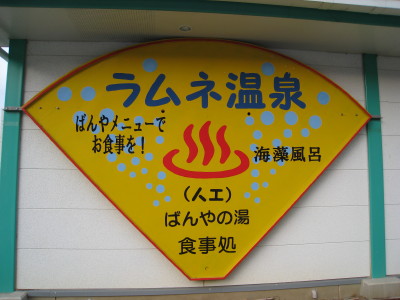 ラムネ温泉
ばんやメニューで
お食事を！
海藻風呂
（人工）
ばんやの湯
食事処